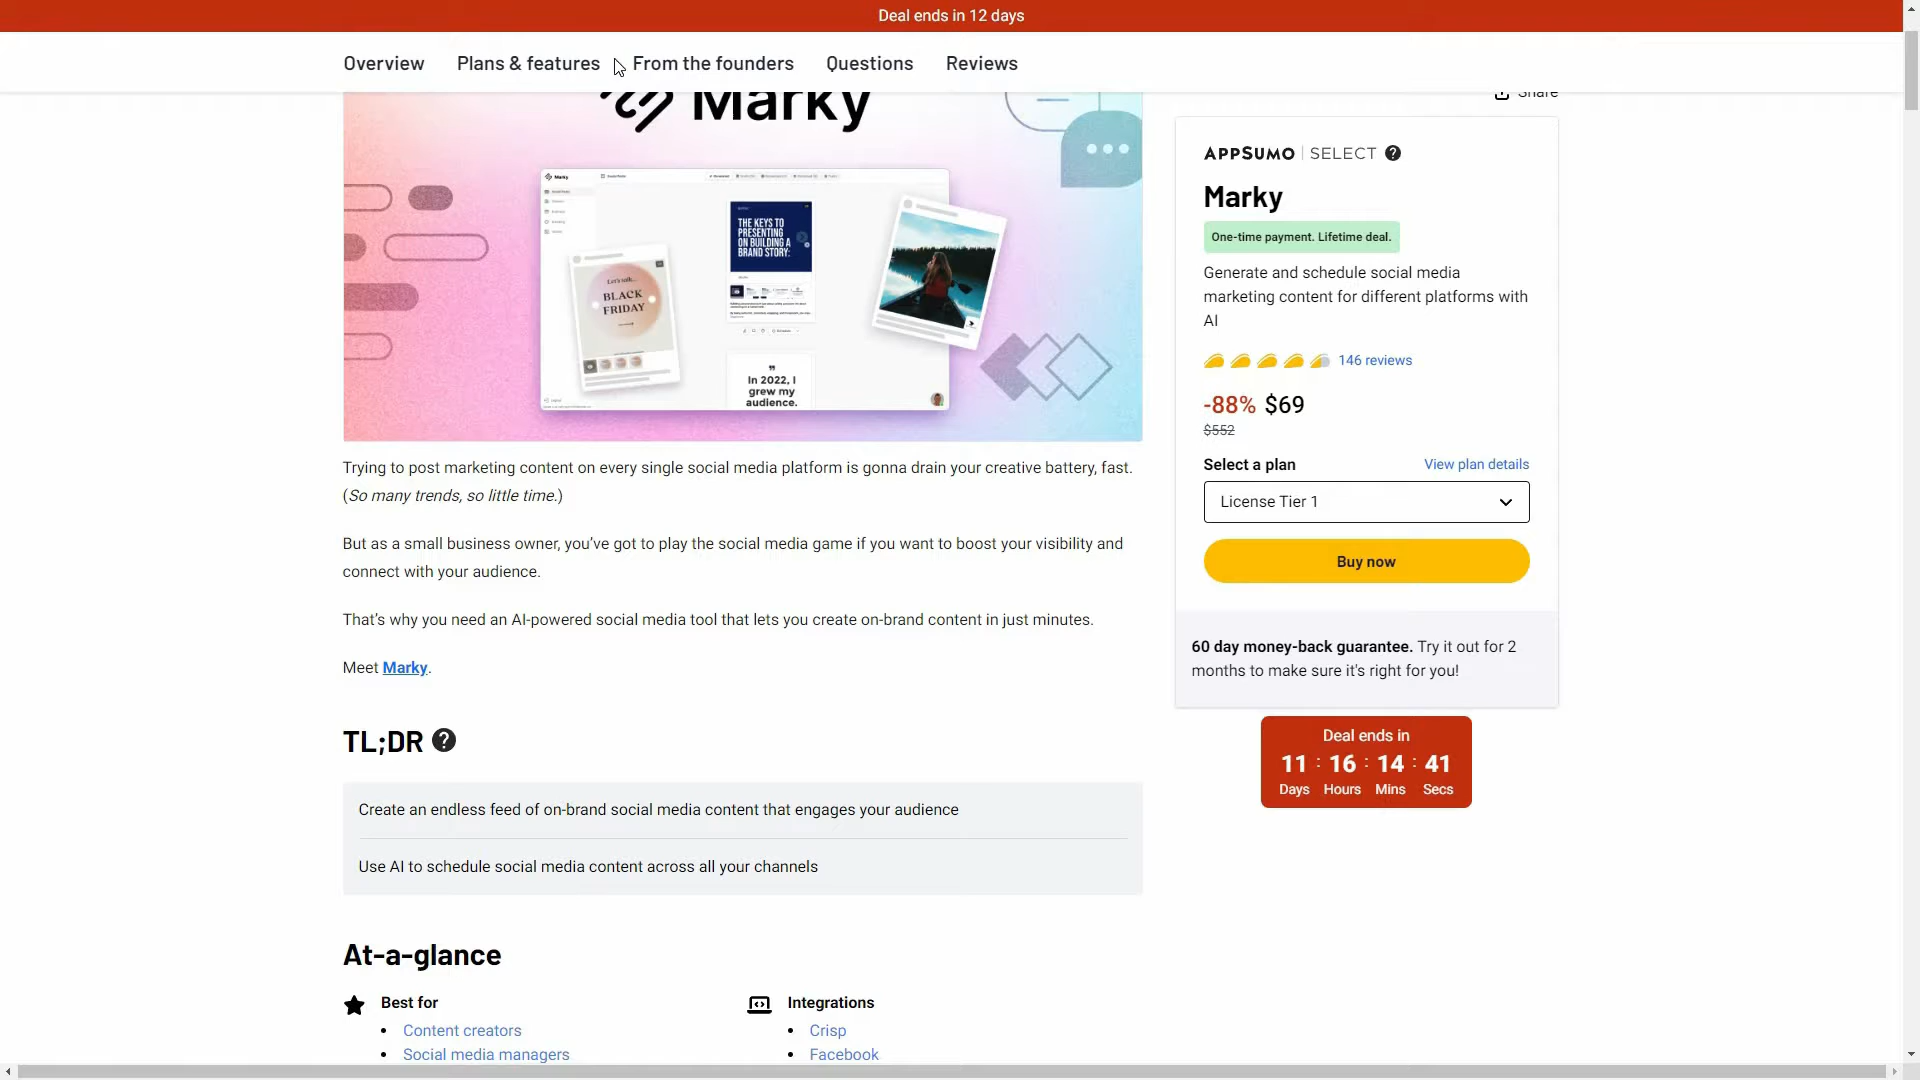 Deal ends in 12 days
Overview
Plans & features
From the founders
Questions
Reviews
Share
Marky
Marky
THE KEYS TO
PRESENTING
ON BUILDING A
BRAND STORY:
Let's talk...
BLACK
FRIDAY
In 2022, I
grew my
audience.
Trying to post marketing content on every single social media platform is gonna drain your creative battery, fast.
(So many trends, so little time.)
But as a small business owner, you’ve got to play the social media game if you want to boost your visibility and
connect with your audience.
That’s why you need an AI-powered social media tool that lets you create on-brand content in just minutes.
Meet Marky.
TL;DR ?
Create an endless feed of on-brand social media content that engages your audience
Use AI to schedule social media content across all your channels
At-a-glance
Best for
• Content creators
• Social media managers
Integrations
• Crisp
• Facebook
APPSUMO | SELECT ?
Marky
One-time payment. Lifetime deal.
Generate and schedule social media
marketing content for different platforms with
AI
146 reviews
-88% $69
$552
Select a plan
View plan details
License Tier 1
Buy now
60 day money-back guarantee. Try it out for 2
months to make sure it's right for you!
Deal ends in
11 : 16 : 14 : 41
Days Hours Mins Secs